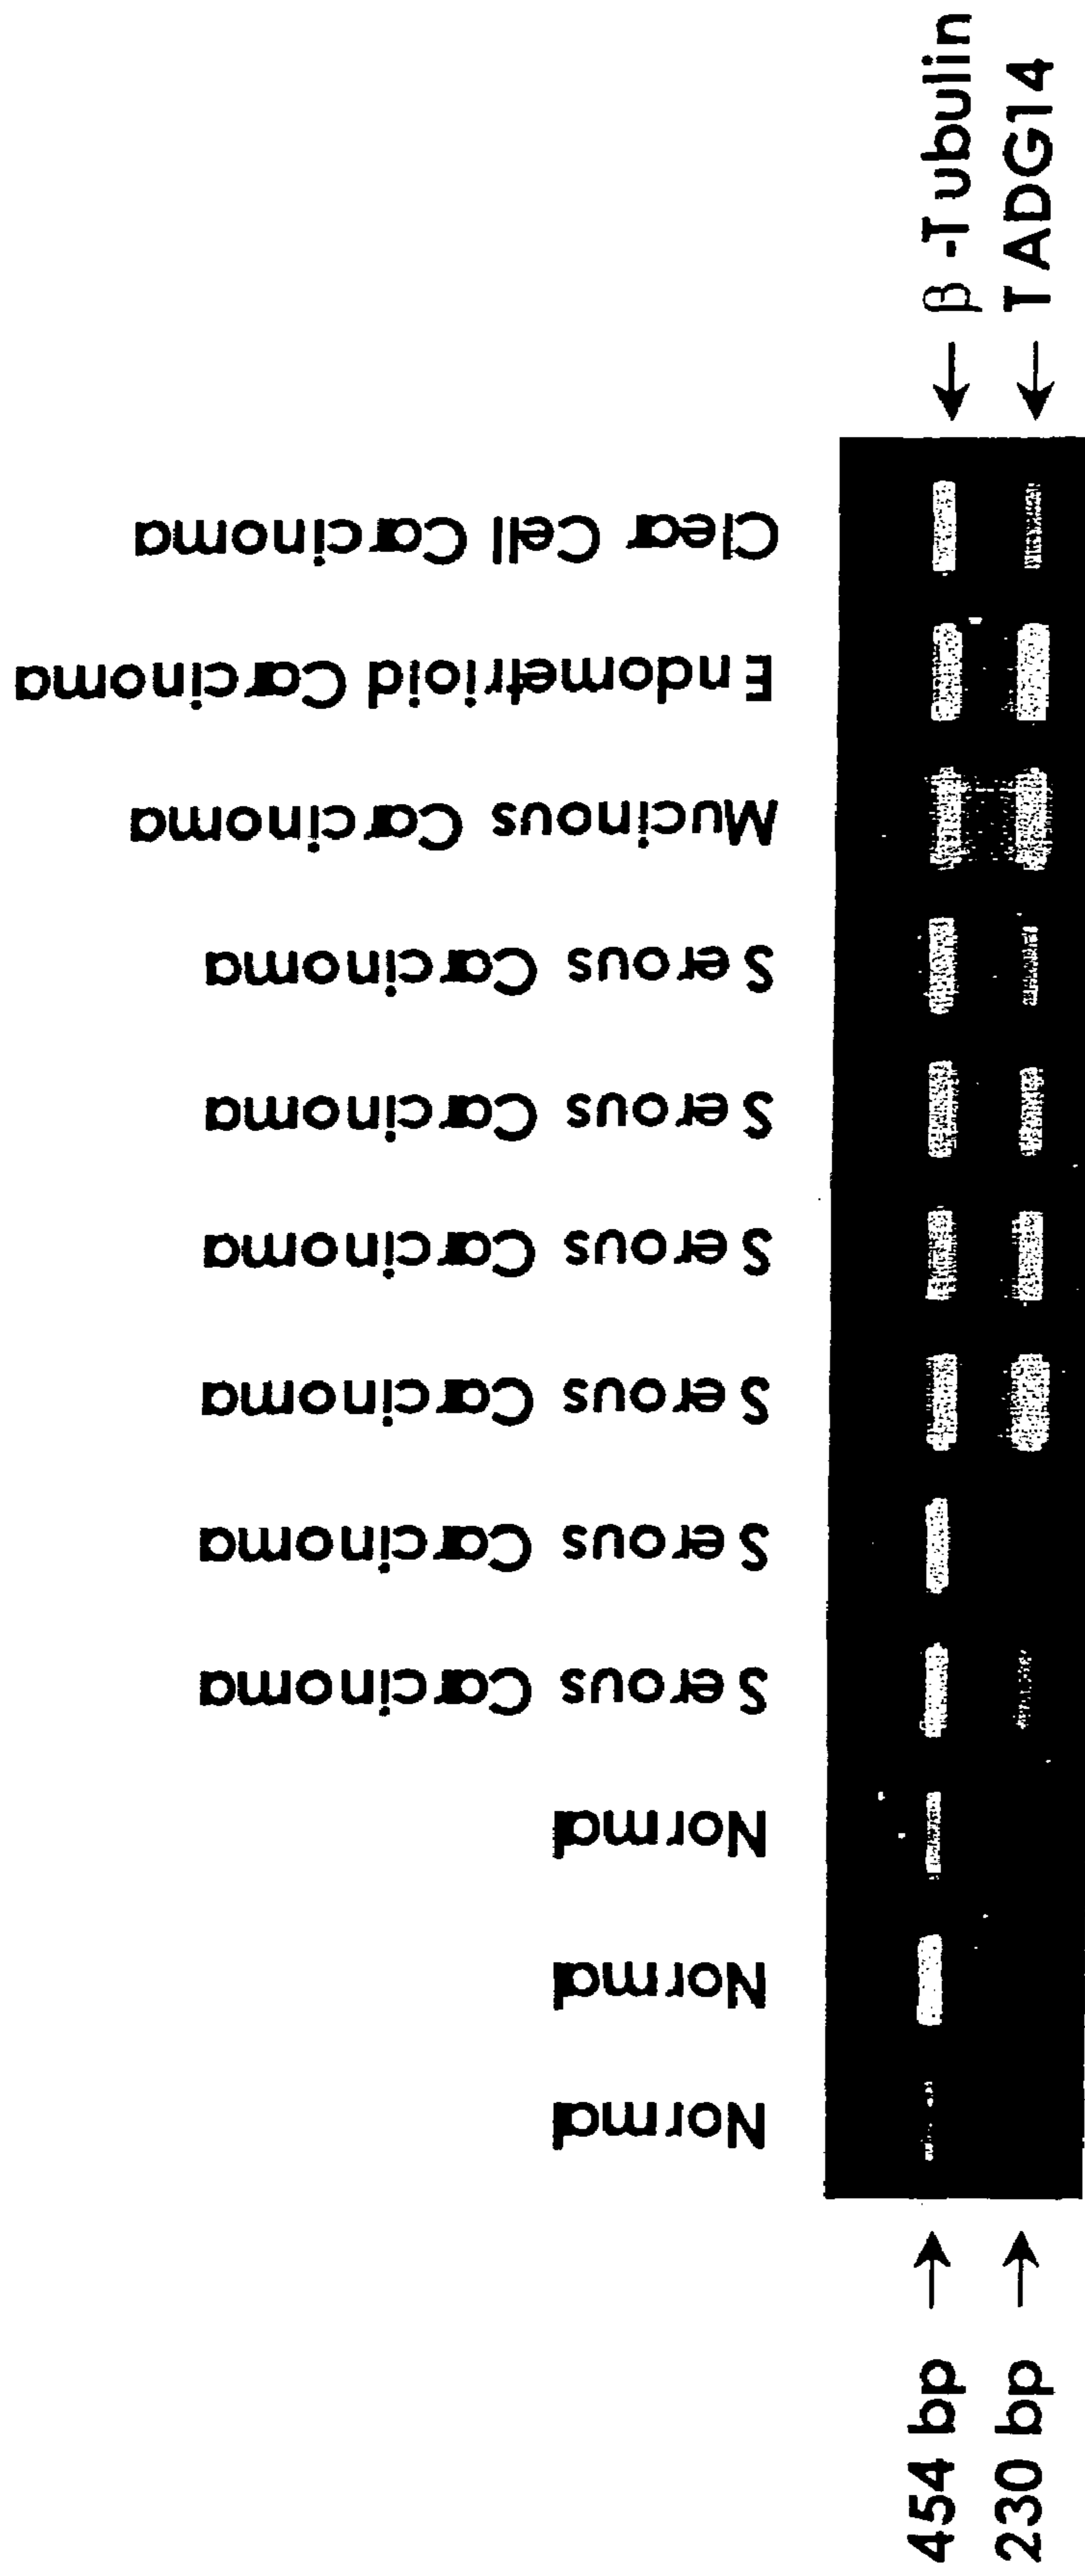 Normal
Normal
Normal
Serous Carcinoma
Serous Carcinoma
Serous Carcinoma
Serous Carcinoma
Serous Carcinoma
Serous Carcinoma
Mucinous Carcinoma
Endometrioid Carcinoma
Clear Cell Carcinoma
454 bp → ← β-Tubulin
230 bp → ← TADG14